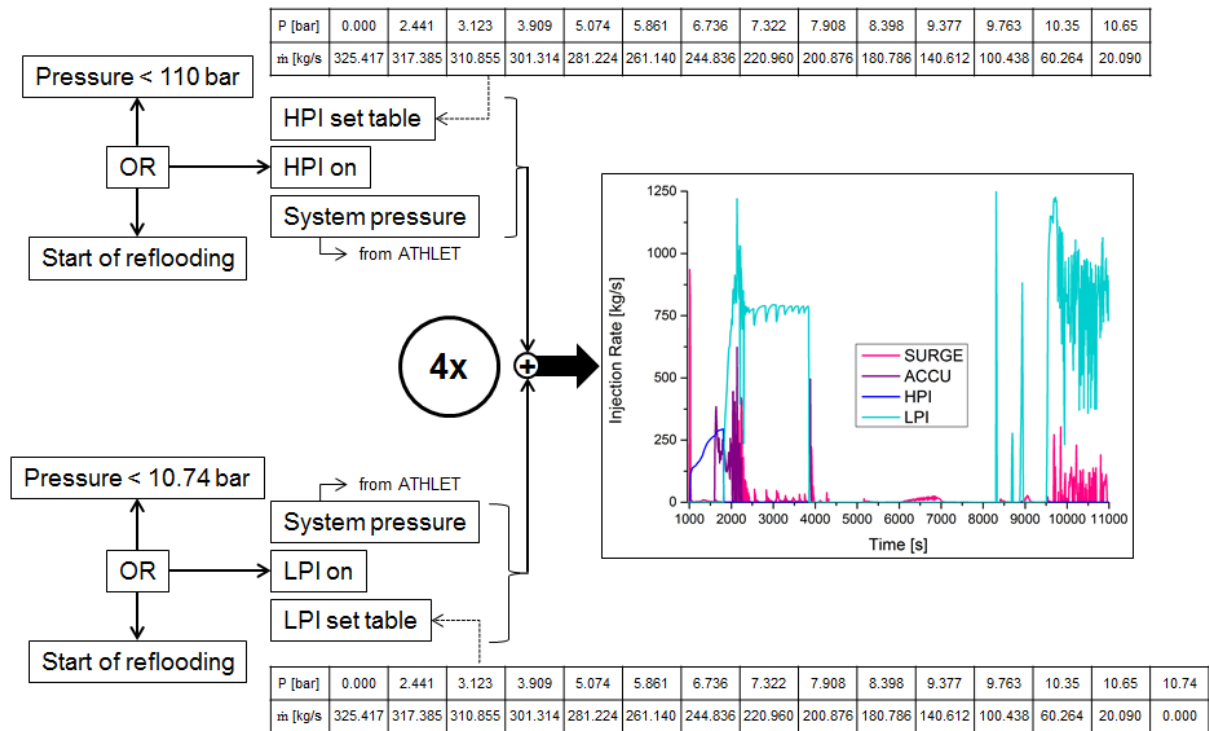 P [bar] 0.000 2.441 3.123 3.909 5.074 5.861 6.736 7.322 7.908 8.398 9.377 9.763 10.35 10.65
ṁ [kg/s 325.417 317.385 310.855 301.314 281.224 261.140 244.836 220.960 200.876 180.786 140.612 100.438 60.264 20.090
Pressure < 110 bar
OR
Start of reflooding
HPI set table
HPI on
System pressure
from ATHLET
4x
+
Injection Rate [kg/s]
1250
1000
750
500
250
0
SURGE
ACCU
HPI
LPI
1000 2000 3000 4000 5000 6000 7000 8000 9000 10000 11000
Time [s]
Pressure < 10.74 bar
OR
Start of reflooding
from ATHLET
System pressure
LPI on
LPI set table
P [bar] 0.000 2.441 3.123 3.909 5.074 5.861 6.736 7.322 7.908 8.398 9.377 9.763 10.35 10.65 10.74
ṁ [kg/s 325.417 317.385 310.855 301.314 281.224 261.140 244.836 220.960 200.876 180.786 140.612 100.438 60.264 20.090 0.000